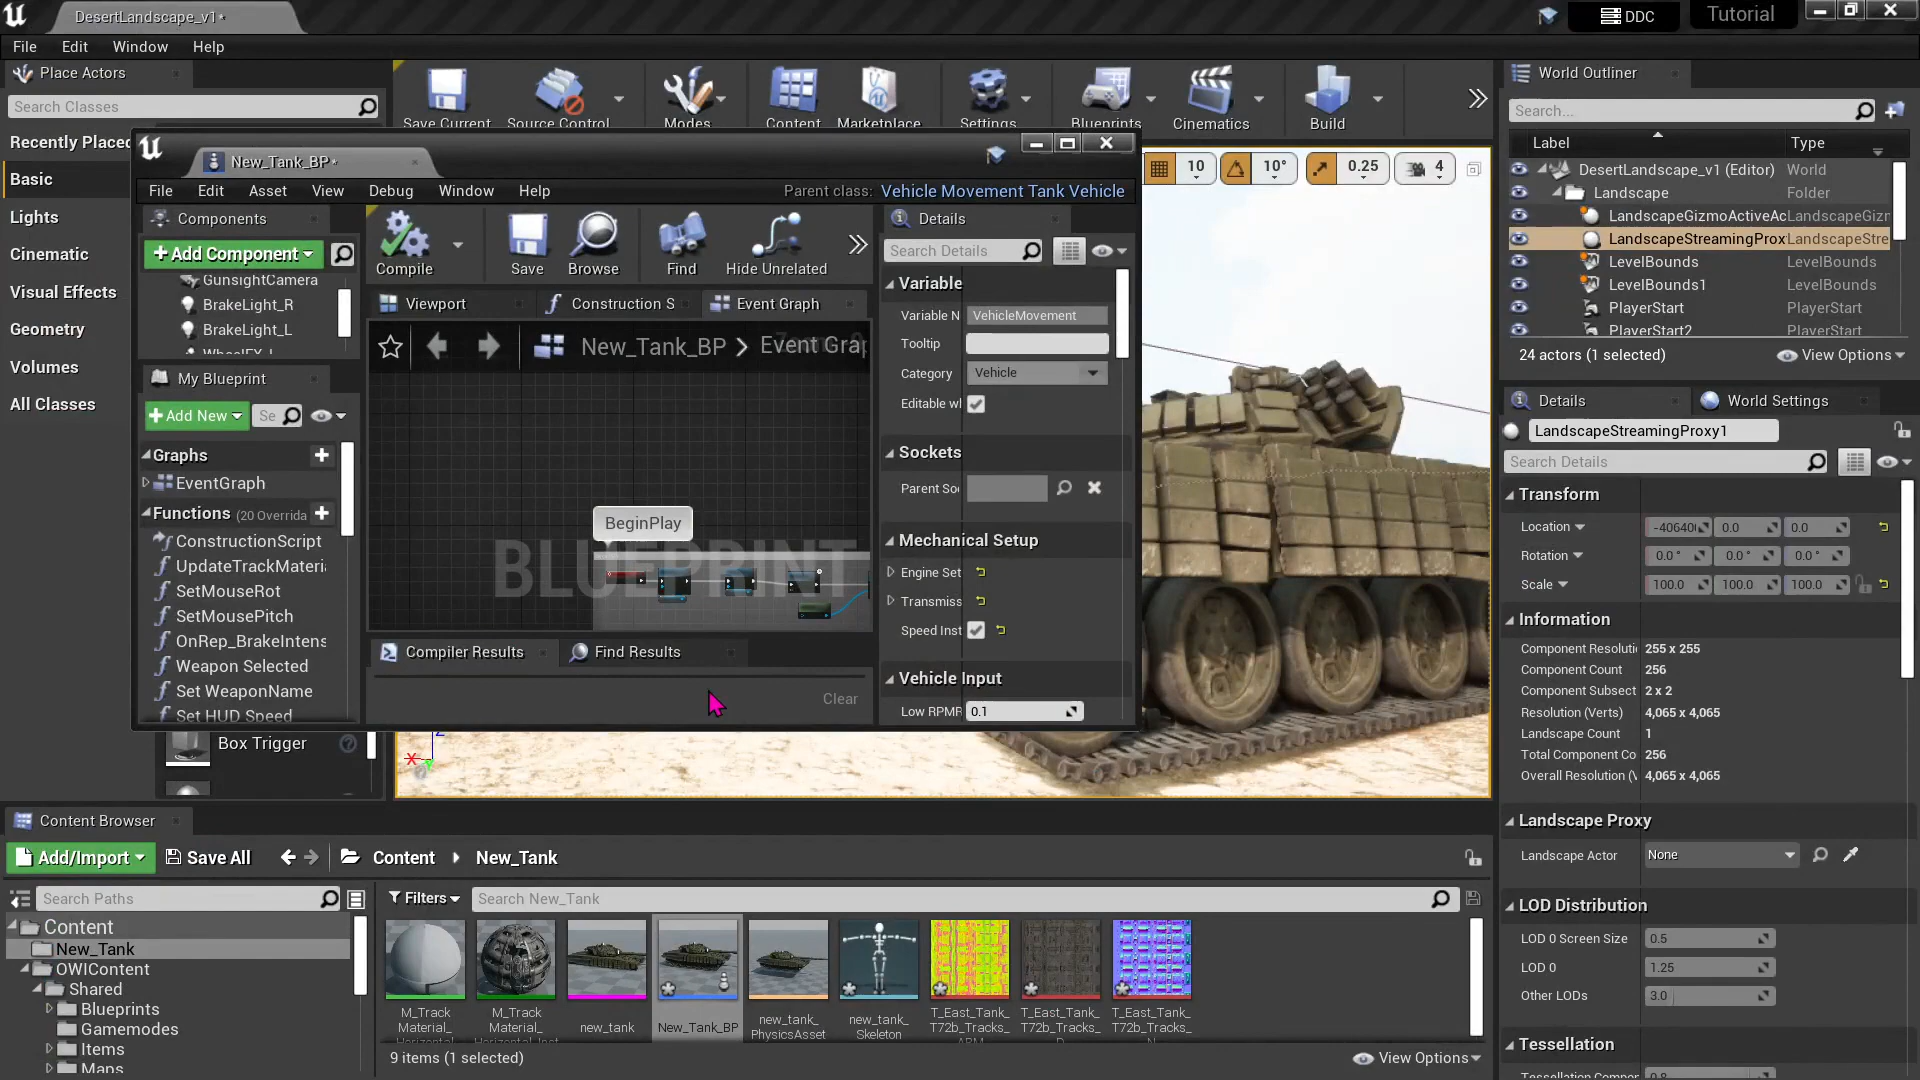 DesertLandscape_v1*
DDC
Tutorial
File
Edit
Window
Help
Place Actors
World Outliner
Search Classes
Save Current
Source Control
Modes
Content
Marketplace
Settings
Blueprints
Cinematics
Build
Search...
Recently Placed
Basic
Lights
Cinematic
Visual Effects
Geometry
Volumes
All Classes
New_Tank_BP*
File
Edit
Asset
View
Debug
Window
Help
Parent class:
Vehicle Movement Tank Vehicle
Components
+Add Component
GunsightCamera
BrakeLight_R
BrakeLight_L
Compile
Save
Browse
Find
Hide Unrelated
Viewport
Construction S
Event Graph
New_Tank_BP > Event Gra
BeginPlay
BLUEPRINT
Compiler Results
Find Results
Clear
My Blueprint
+Add New
Se
Graphs
EventGraph
Functions (20 Overrida
ConstructionScript
UpdateTrackMateri
SetMouseRot
SetMousePitch
OnRep_BrakeIntens
Weapon Selected
Set WeaponName
Set HUD Speed
Details
Search Details
Variable
Variable N VehicleMovement
Tooltip
Category Vehicle
Editable wl
Sockets
Parent So
Mechanical Setup
Engine Set
Transmiss
Speed Inst
Vehicle Input
Low RPMR 0.1
10
10°
0.25
4
Box Trigger
X
Y
Z
Label
Type
DesertLandscape_v1 (Editor) World
Landscape Folder
LandscapeGizmoActiveAc LandscapeGizm
LandscapeStreamingProx LandscapeStre
LevelBounds LevelBounds
LevelBounds1 LevelBounds
PlayerStart PlayerStart
PlayerStart2 PlayerStart
24 actors (1 selected)
View Options
Details
World Settings
LandscapeStreamingProxy1
Search Details
Transform
Location -40640 0.0 0.0
Rotation 0.0 ° 0.0 ° 0.0 °
Scale 100.0 100.0 100.0
Information
Component Resoluti 255 x 255
Component Count 256
Component Subsect 2 x 2
Resolution (Verts) 4,065 x 4,065
Landscape Count 1
Total Component Co 256
Overall Resolution (V 4,065 x 4,065
Landscape Proxy
Landscape Actor None
LOD Distribution
LOD 0 Screen Size 0.5
LOD 0 1.25
Other LODs 3.0
Tessellation
Content Browser
Add/Import
Save All
Content
New_Tank
Search Paths
Filters
Search New_Tank
Content
New_Tank
OWIContent
Shared
Blueprints
Gamemodes
Items
Maps
M_Track
Material_
Horizontal
M_Track
Material_
Horizontal_Inst
new_tank
New_Tank_BP
new_tank_
PhysicsAsset
new_tank_
Skeleton
T_East_Tank_
T72b_Tracks_
ARM
T_East_Tank_
T72b_Tracks_
D
T_East_Tank_
T72b_Tracks_
N
9 items (1 selected)
View Options